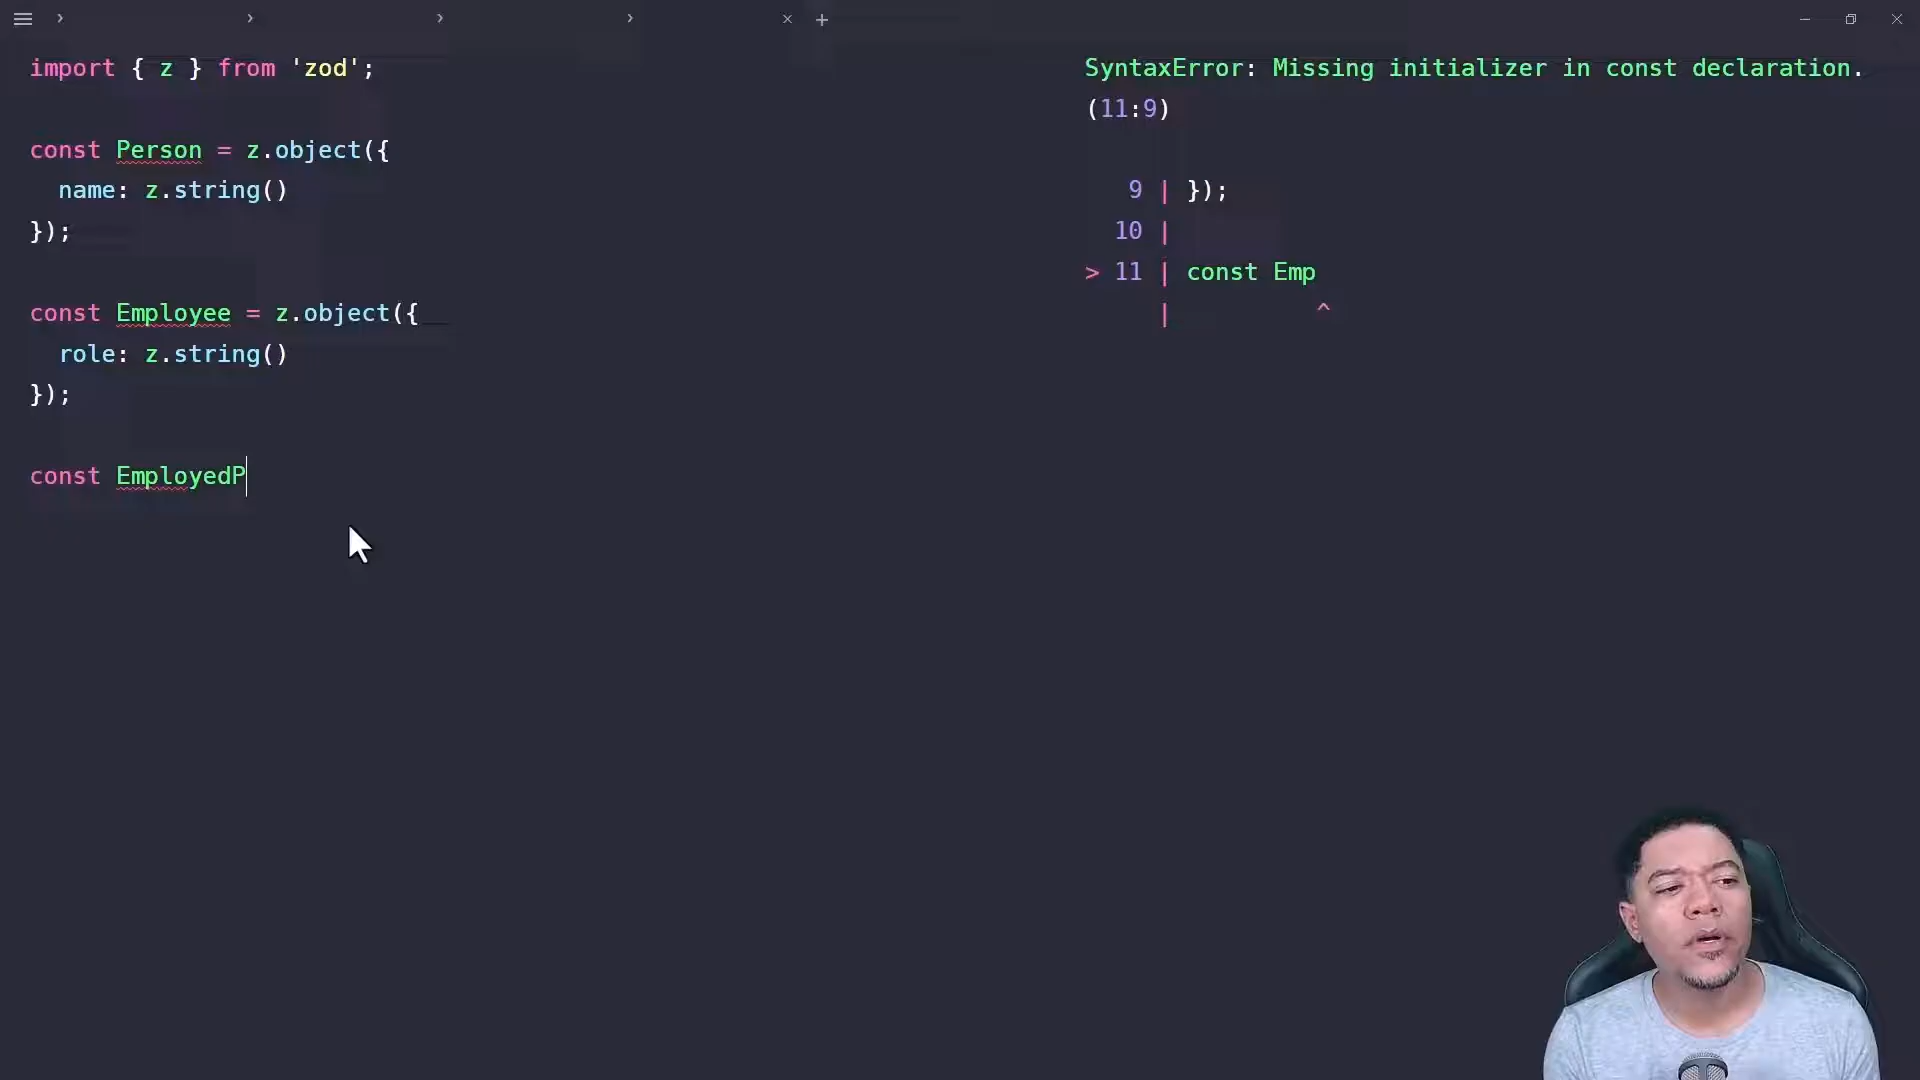 import { z } from 'zod';
const Person = z.object({
name: z.string()
});
const Employee = z.object({
role: z.string()
});
const EmployedP
SyntaxError: Missing initializer in const declaration.
(11:9)
9 | });
10 |
> 11 | const Emp
| ^